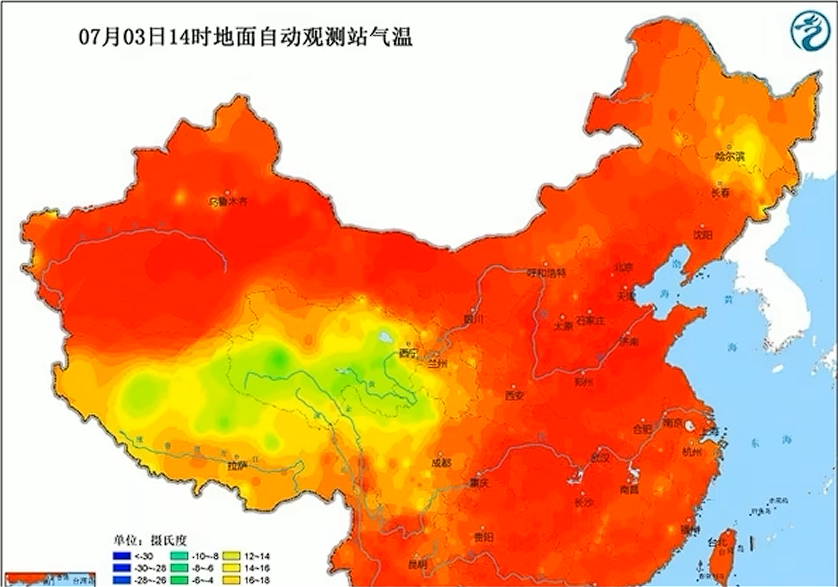 07月03日14时地面自动观测站气温
哈尔滨
长春
乌鲁木齐
沈阳
渤
呼和浩特
北京
天津
海
黄
银川
太原
石家庄
济南
海
西宁
兰州
黄
郑州
西安
合肥
南京
上海
东 海
成都
武汉
杭州
拉萨
重庆
南昌
长沙
贵阳
福州
台北
昆明
单位：摄氏度
<-30
-10~-8
12~14
-30~-28
-8~-6
14~16
-28~-26
-6~-4
16~18